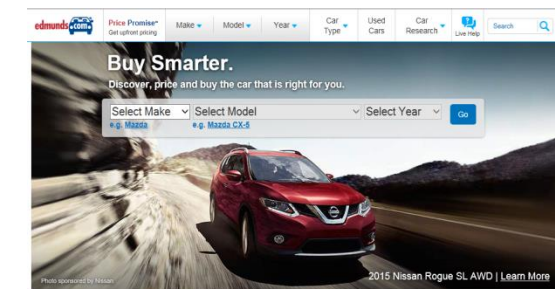 edmunds.com
Price Promise℠
Get upfront pricing
Make
Model
Year
Car Type
Used Cars
Car Research
Live Help
Search
Buy Smarter.
Discover, price and buy the car that is right for you.
Select Make Select Model Select Year Go
e.g. Mazda e.g. Mazda CX-5
2015 Nissan Rogue SL AWD | Learn More
Photo sponsored by Nissan